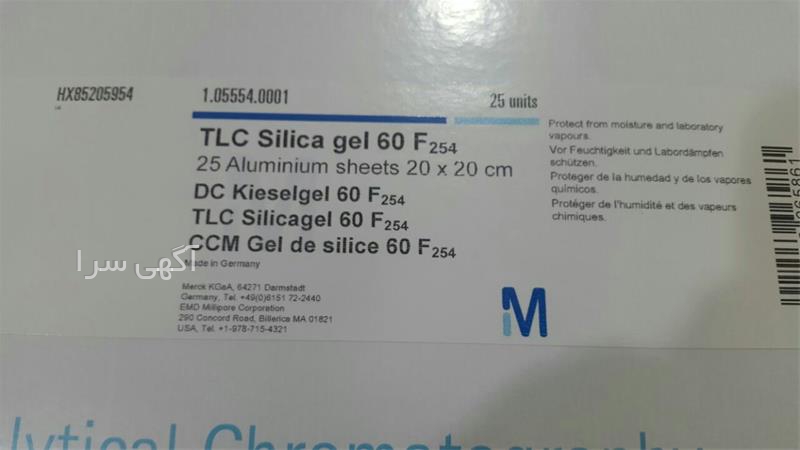 HX85205954
1.05554.0001
25 units
TLC Silica gel 60 F254
25 Aluminium sheets 20 x 20 cm
DC Kieselgel 60 F254
TLC Silicagel 60 F254
CCM Gel de silice 60 F254
Made in Germany
Merck KGaA, 64271 Darmstadt
Germany, Tel. +49(0)6151 72-2440
EMD Millipore Corporation
290 Concord Road, Billerica MA 01821
USA, Tel. +1-978-715-4321
Protect from moisture and laboratory
vapours.
Vor Feuchtigkeit und Labordämpfen
schützen.
Proteger de la humedad y de los vapores
químicos.
Protéger de l'humidité et des vapeurs
chimiques.
M
آگهی سرا
Chromatography